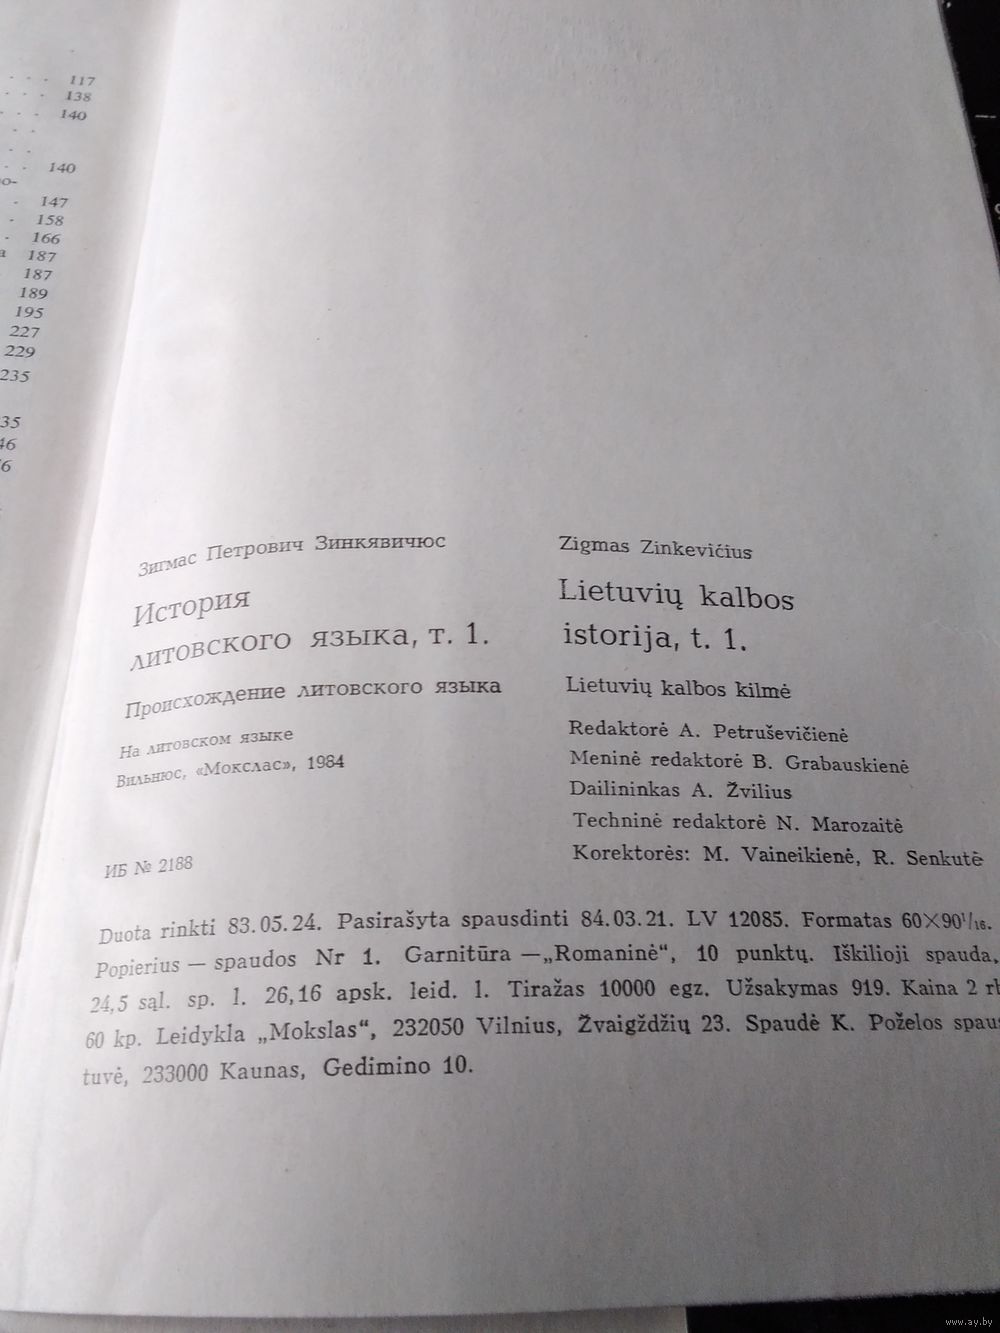 117
138
140
140
147
158
166
187
187
189
195
227
229
235
Зигмас Петрович Зинкявичюс
История
литовского языка, т. 1.
Происхождение литовского языка
На литовском языке
Вильнюс, «Мокслас», 1984
ИБ № 2188
Zigmas Zinkevičius
Lietuvių kalbos
istorija, t. 1.
Lietuvių kalbos kilmė
Redaktorė A. Petruševičienė
Meninė redaktorė B. Grabauskienė
Dailininkas A. Žvilius
Techninė redaktorė N. Marozaitė
Korektorės: M. Vaineikienė, R. Senkutė
Duota rinkti 83.05.24. Pasirašyta spausdinti 84.03.21. LV 12085. Formatas 60×90¹/₁₆.
Popierius — spaudos Nr 1. Garnitūra —„Romaninė“, 10 punktų. Iškilioji spauda,
24,5 sąl. sp. l. 26,16 apsk. leid. l. Tiražas 10000 egz. Užsakymas 919. Kaina 2 rb
60 kp. Leidykla „Mokslas“, 232050 Vilnius, Žvaigždžių 23. Spaudė K. Poželos spaus
tuvė, 233000 Kaunas, Gedimino 10.
www.ay.by